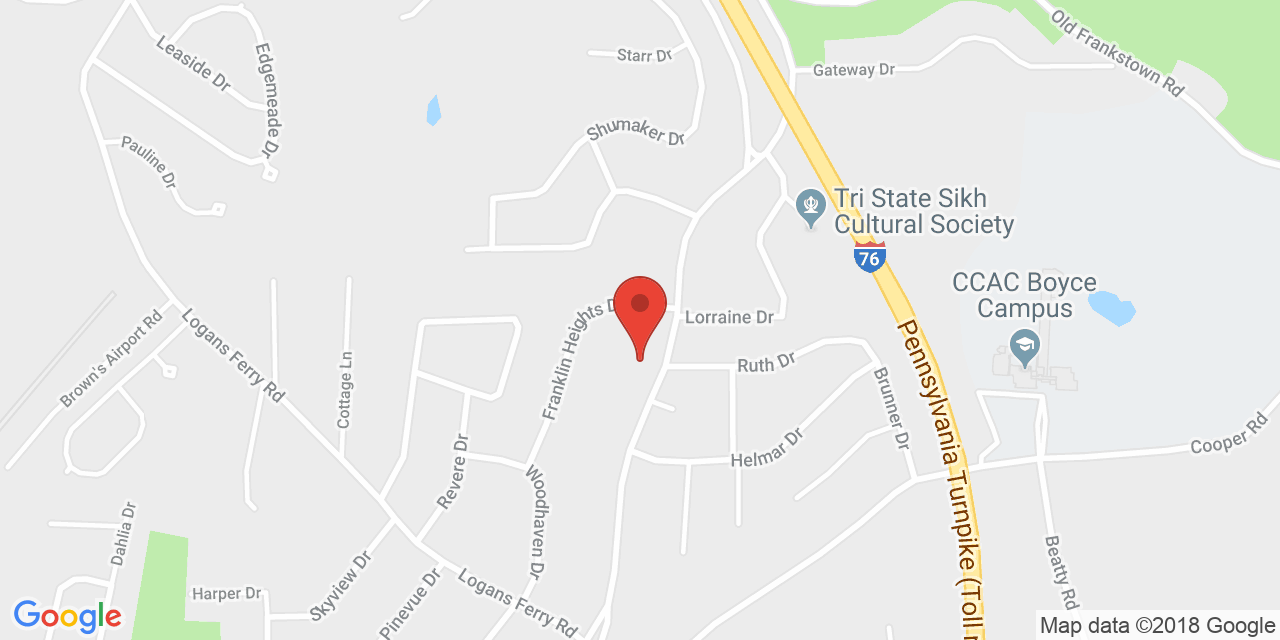 Old Frankstown Rd
Leaside Dr
Edgemeade Dr
Starr Dr
Gateway Dr
Shumaker Dr
Pauline Dr
Tri State Sikh
Cultural Society
76
CCAC Boyce
Campus
Brown's Airport Rd
Logans Ferry Rd
Franklin Heights D
Lorraine Dr
Pennsylvania Turnpike (Toll r
Cottage Ln
Ruth Dr
Brunner Dr
Revere Dr
Helmar Dr
Cooper Rd
Woodhaven Dr
Dahlia Dr
Beatty Rd
Harper Dr
Skyview Dr
Pinevue Dr
Logans Ferry Rd
Google
Map data ©2018 Google